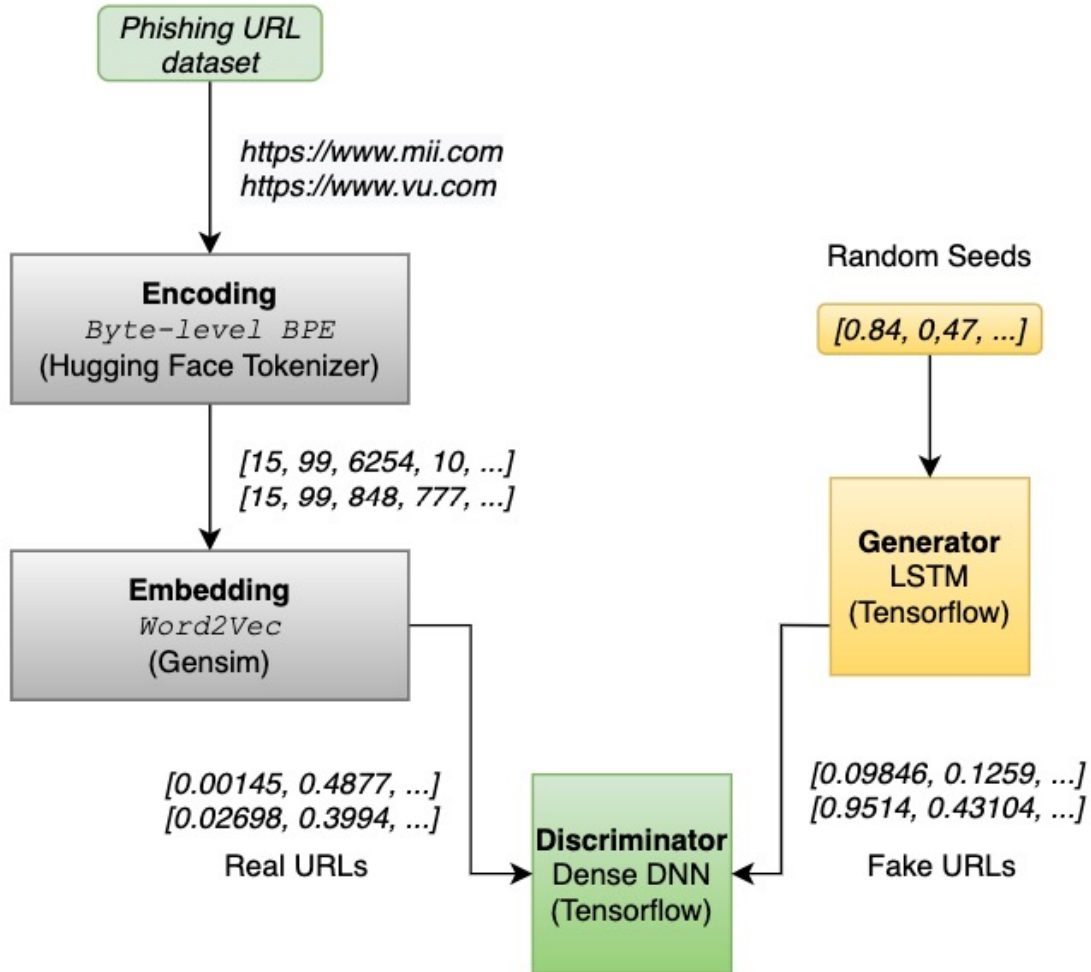 Phishing URL
dataset
https://www.mii.com
https://www.vu.com
Encoding
Byte-level BPE
(Hugging Face Tokenizer)
[15, 99, 6254, 10, ...]
[15, 99, 848, 777, ...]
Embedding
Word2Vec
(Gensim)
[0.00145, 0.4877, ...]
[0.02698, 0.3994, ...]
Real URLs
Random Seeds
[0.84, 0,47, ...]
Generator
LSTM
(Tensorflow)
[0.09846, 0.1259, ...]
[0.9514, 0.43104, ...]
Fake URLs
Discriminator
Dense DNN
(Tensorflow)